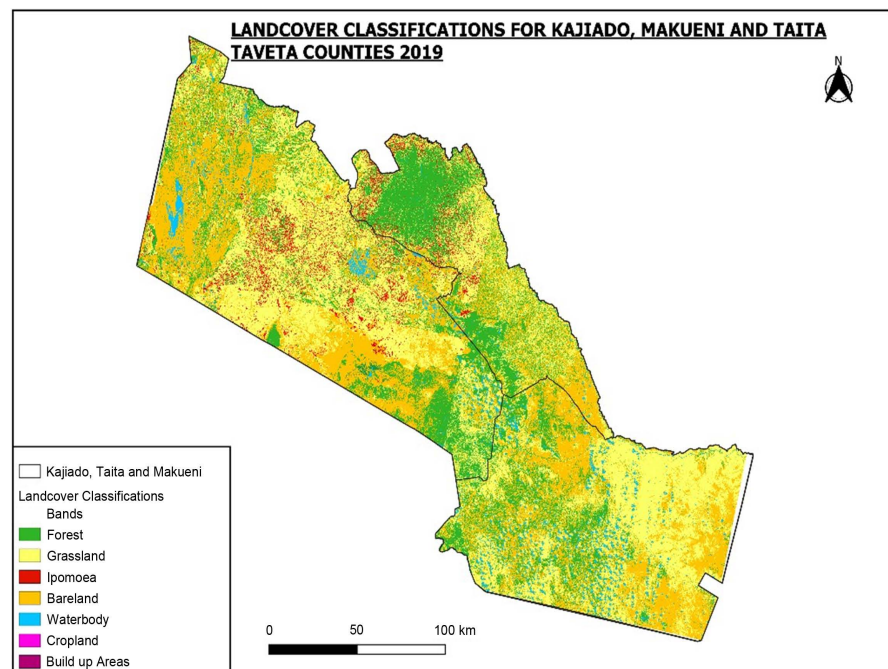 LANDCOVER CLASSIFICATIONS FOR KAJIADO, MAKUENI AND TAITA
TAVETA COUNTIES 2019
N
Kajiado, Taita and Makueni
Landcover Classifications
Bands
Forest
Grassland
Ipomoea
Bareland
Waterbody
Cropland
Build up Areas
0 50 100 km